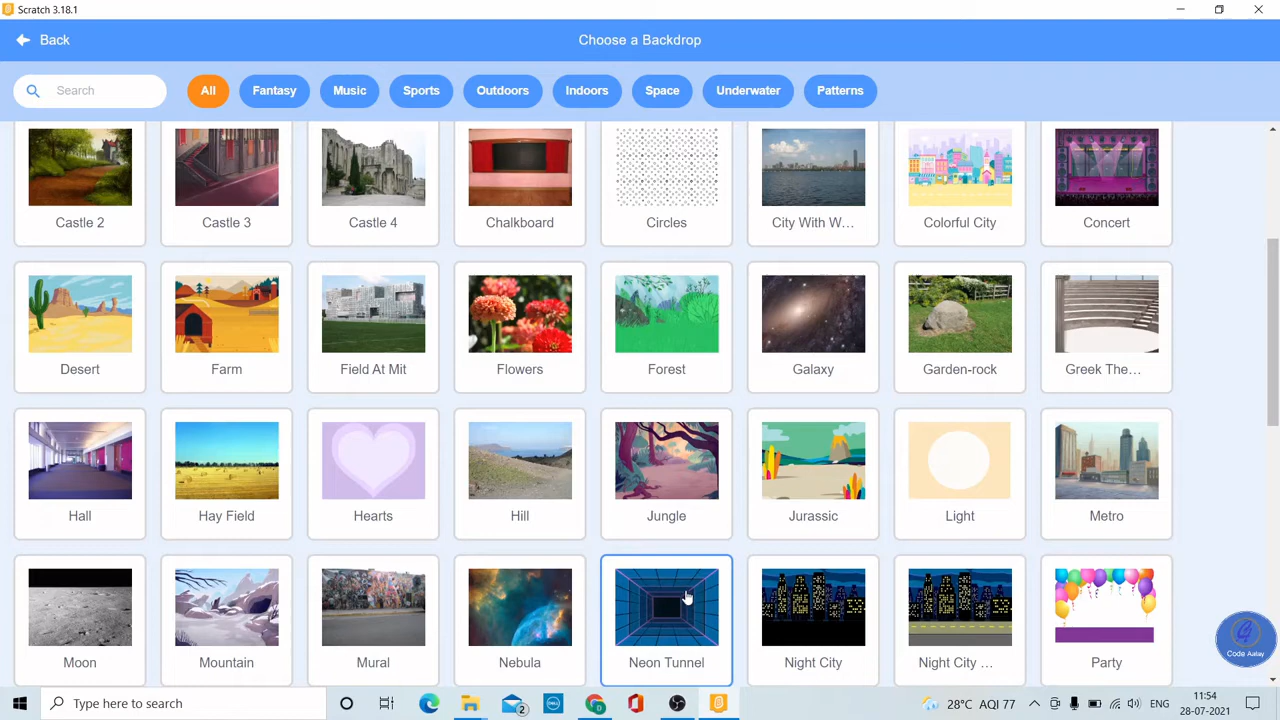 Scratch 3.18.1
Back
Choose a Backdrop
Search
All
Fantasy
Music
Sports
Outdoors
Indoors
Space
Underwater
Patterns
Castle 2
Castle 3
Castle 4
Chalkboard
Circles
City With W...
Colorful City
Concert
Desert
Farm
Field At Mit
Flowers
Forest
Galaxy
Garden-rock
Greek The...
Hall
Hay Field
Hearts
Hill
Jungle
Jurassic
Light
Metro
Moon
Mountain
Mural
Nebula
Neon Tunnel
Night City
Night City ...
Party
Type here to search
2
28°C AQI 77
ENG
11:54
28-07-2021